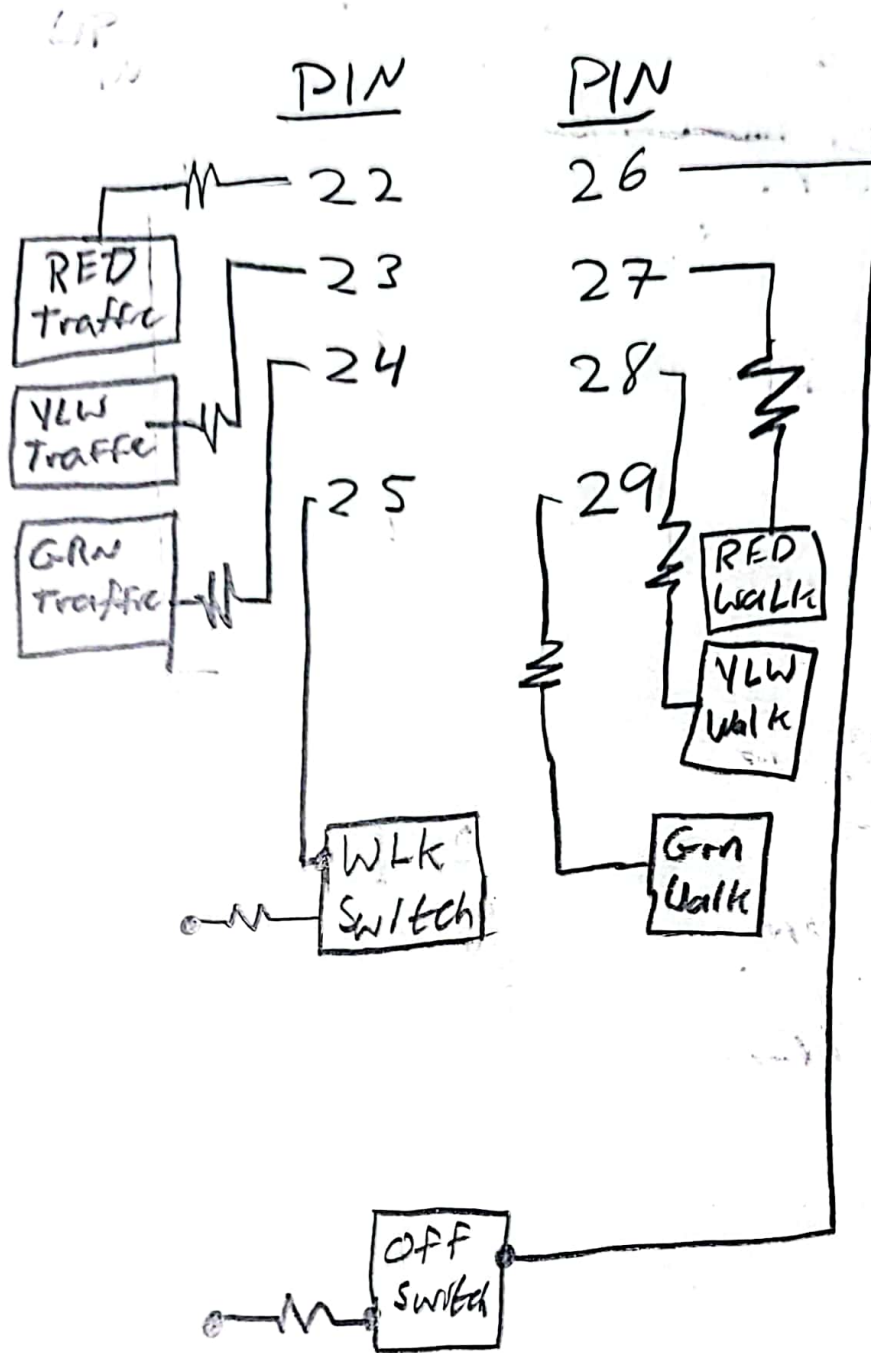 PIN PIN
22 26
RED
Traffic
23 27
24 28
YLW
Traffic
25 29
GRN
Traffic
RED
WALK
YLW
Walk
WLK
Switch
Grn
Walk
OFF
Switch